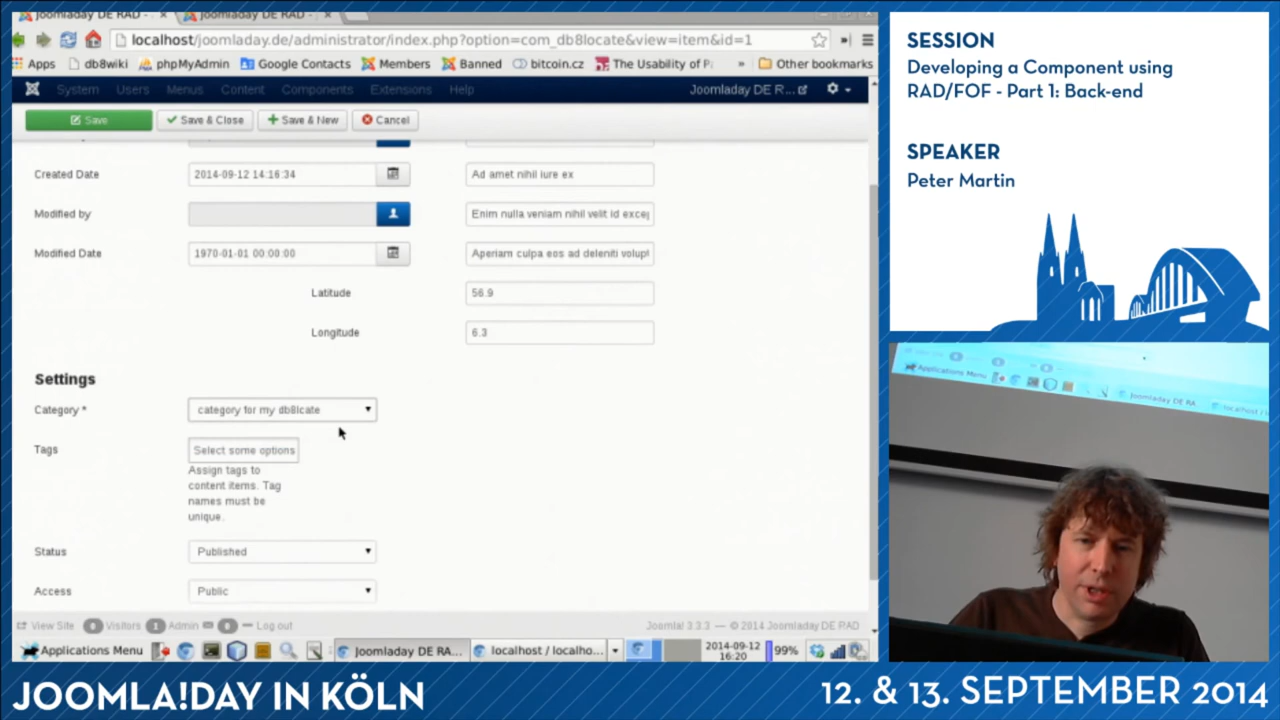 Joomladay DE RAD -
Joomladay DE RAD -
localhost/joomladay.de/administrator/index.php?option=com_db8locate&view=item&id=1
Apps db8wiki phpMyAdmin Google Contacts Members Banned bitcoin.cz The Usability of » Other bookmarks
System Users Menus Content Components Extensions Help Joomladay DE R...
Save Save & Close Save & New Cancel
Created Date 2014-09-12 14:16:34 Ad amet nihil iure ex
Modified by Enim nulla veniam nihil velit id excep
Modified Date 1970-01-01 00:00:00 Aperiam culpa eos ad deleniti volupt
Latitude 56.9
Longitude 6.3
Settings
Category * category for my db8lcate
Tags Select some options
Assign tags to
content items. Tag
names must be
unique.
Status Published
Access Public
View Site 0 Visitors 1 Admin 0 Log out Joomla! 3.3.3 — © 2014 Joomladay DE RAD
Applications Menu Joomladay DE RA... localhost / localho... 2014-09-12 99%
16:20
SESSION
Developing a Component using
RAD/FOF - Part 1: Back-end
SPEAKER
Peter Martin
Applications Menu Joomladay DE RA localhost /
JOOMLA!DAY IN KÖLN 12. & 13. SEPTEMBER 2014